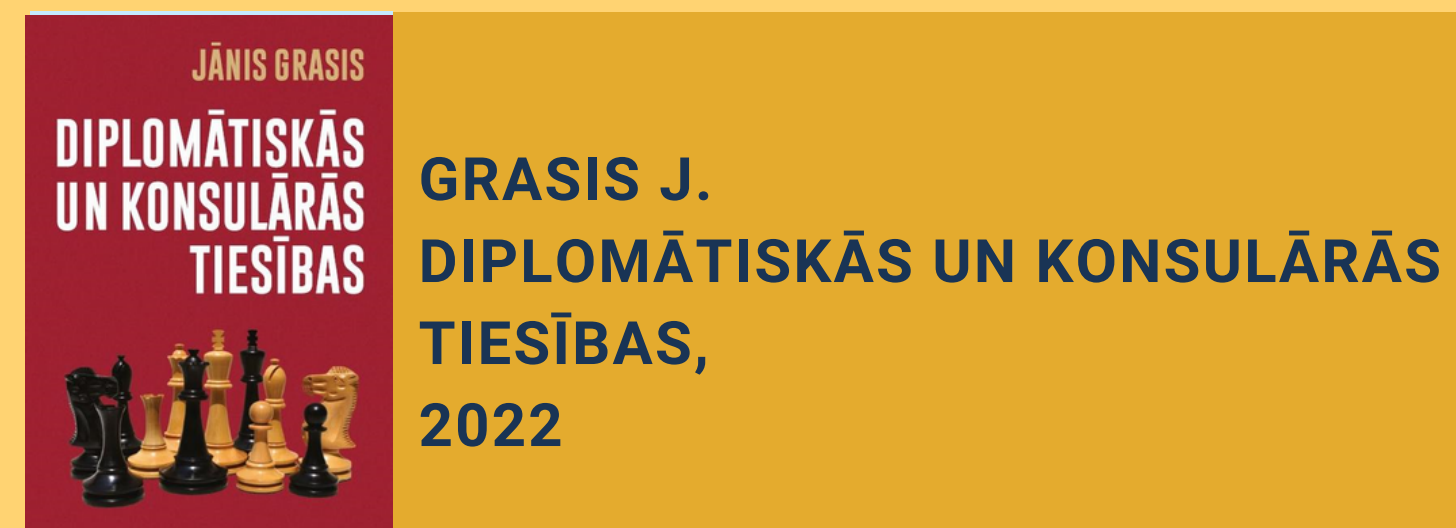 JĀNIS GRASIS
DIPLOMĀTISKĀS
UN KONSULĀRĀS
TIESĪBAS
GRASIS J.
DIPLOMĀTISKĀS UN KONSULĀRĀS
TIESĪBAS,
2022